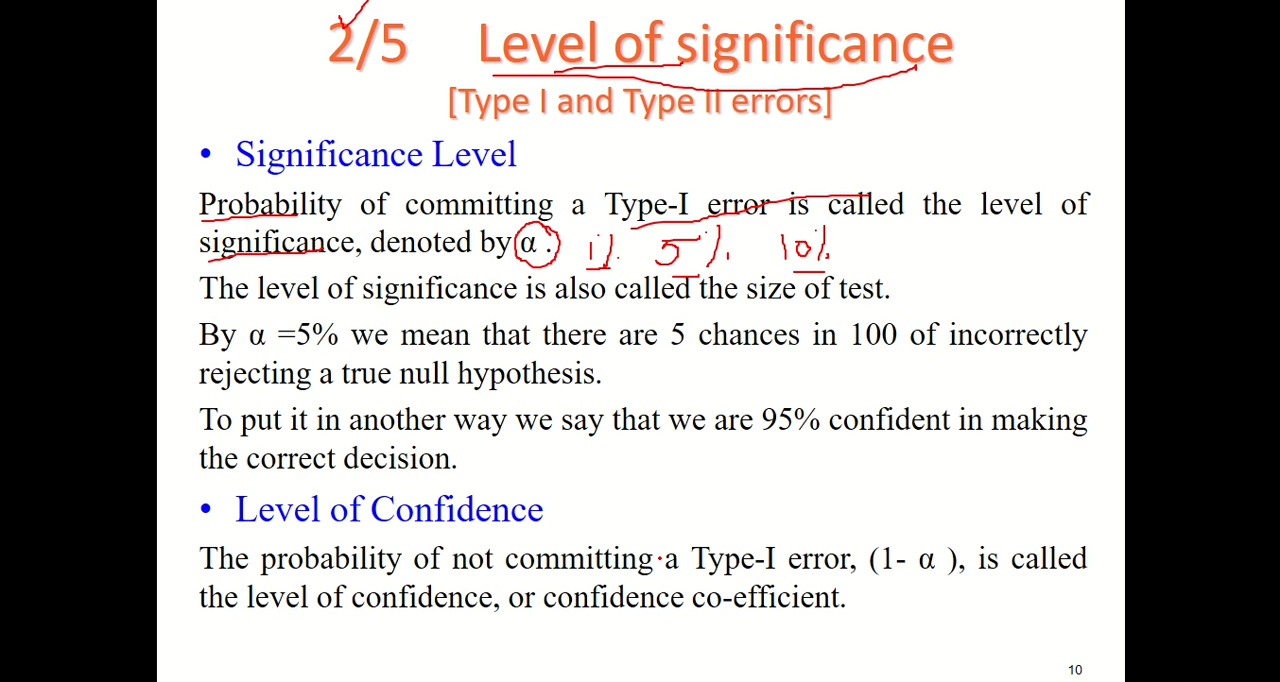 2/5 Level of significance
[Type I and Type II errors]
• Significance Level
Probability of committing a Type-I error is called the level of
significance, denoted by α . 1% 5% 10%
The level of significance is also called the size of test.
By α =5% we mean that there are 5 chances in 100 of incorrectly
rejecting a true null hypothesis.
To put it in another way we say that we are 95% confident in making
the correct decision.
• Level of Confidence
The probability of not committing a Type-I error, (1- α ), is called
the level of confidence, or confidence co-efficient.
10